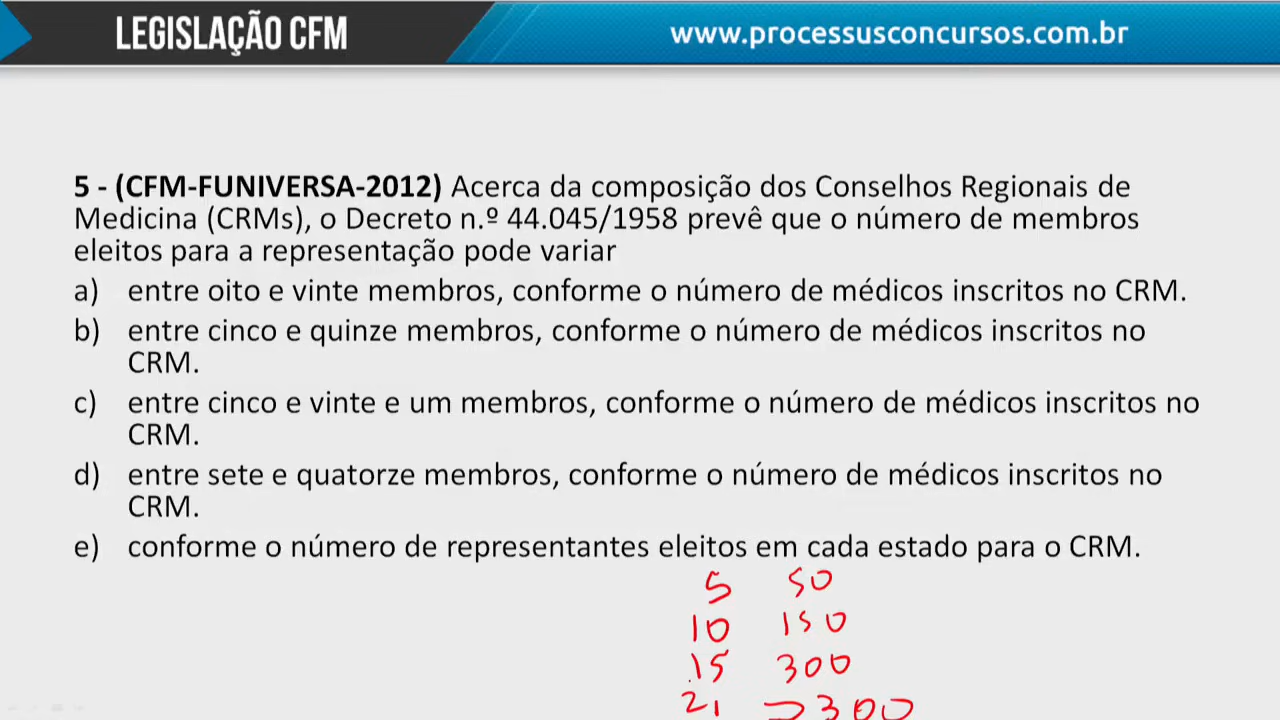 LEGISLAÇÃO CFM
www.processusconcursos.com.br
5 - (CFM-FUNIVERSA-2012) Acerca da composição dos Conselhos Regionais de
Medicina (CRMs), o Decreto n.º 44.045/1958 prevê que o número de membros
eleitos para a representação pode variar
a) entre oito e vinte membros, conforme o número de médicos inscritos no CRM.
b) entre cinco e quinze membros, conforme o número de médicos inscritos no
CRM.
c) entre cinco e vinte e um membros, conforme o número de médicos inscritos no
CRM.
d) entre sete e quatorze membros, conforme o número de médicos inscritos no
CRM.
e) conforme o número de representantes eleitos em cada estado para o CRM.
5 50
10 150
15 300
21 >300